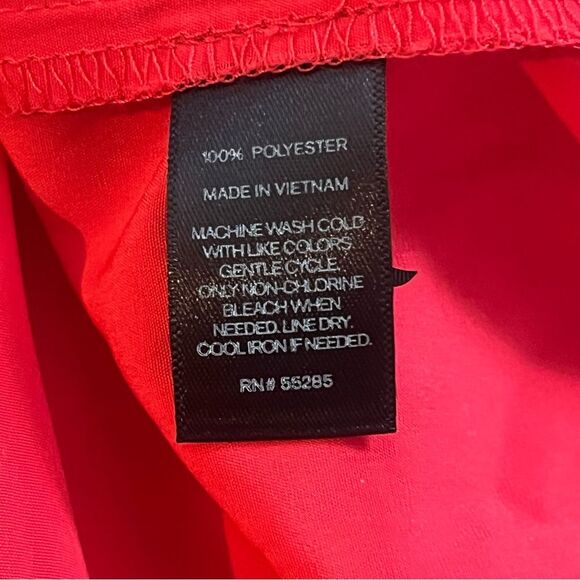 100% POLYESTER
MADE IN VIETNAM
MACHINE WASH COLD
WITH LIKE COLORS.
GENTLE CYCLE.
ONLY NON-CHLORINE
BLEACH WHEN
NEEDED. LINE DRY.
COOL IRON IF NEEDED.
RN# 55285